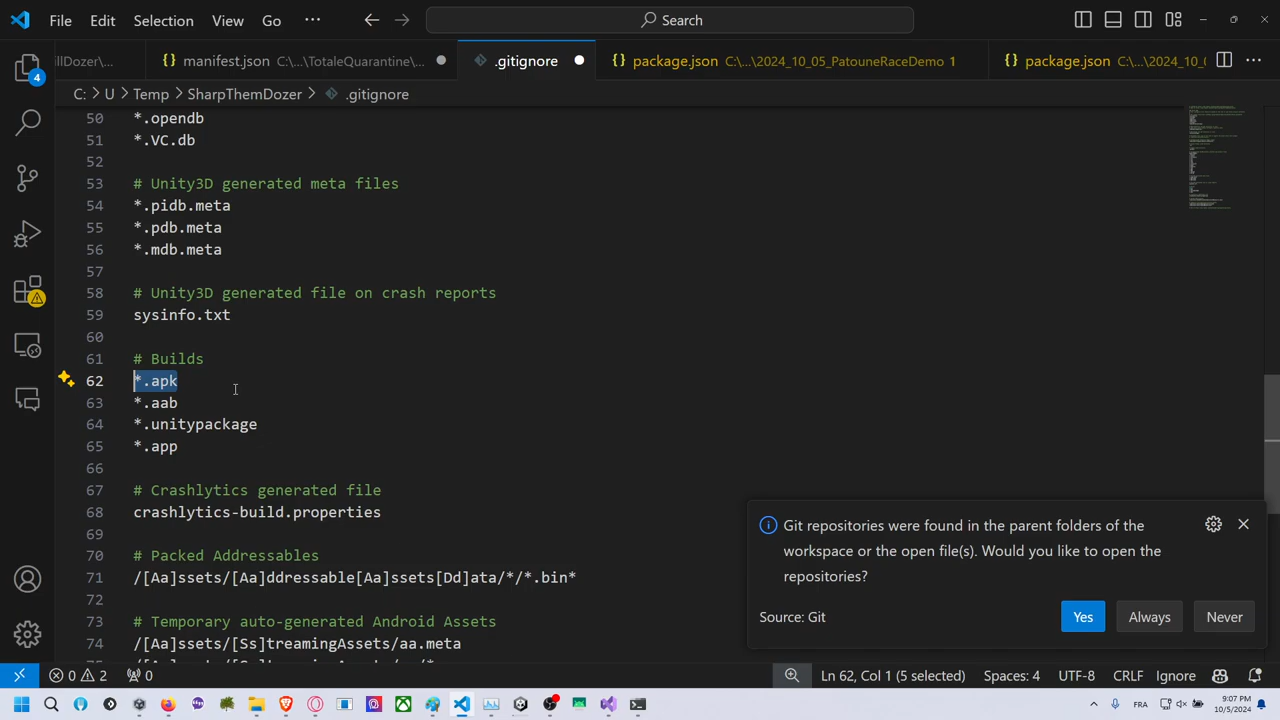 File Edit Selection View Go ··· Search
illDozer\... manifest.json C:\...\TotaleQuarantine\... .gitignore package.json C:\...\2024_10_05_PatouneRaceDemo 1 package.json C:\...\2024_10_0
C: > U > Temp > SharpThemDozer > .gitignore
50 *.opendb
51 *.VC.db
52
53 # Unity3D generated meta files
54 *.pidb.meta
55 *.pdb.meta
56 *.mdb.meta
57
58 # Unity3D generated file on crash reports
59 sysinfo.txt
60
61 # Builds
62 *.apk
63 *.aab
64 *.unitypackage
65 *.app
66
67 # Crashlytics generated file
68 crashlytics-build.properties
69
70 # Packed Addressables
71 /[Aa]ssets/[Aa]ddressable[Aa]ssets[Dd]ata/*/*.bin*
72
73 # Temporary auto-generated Android Assets
74 /[Aa]ssets/[Ss]treamingAssets/aa.meta
4
Git repositories were found in the parent folders of the
workspace or the open file(s). Would you like to open the
repositories?
Source: Git Yes Always Never
0 2 0 Ln 62, Col 1 (5 selected) Spaces: 4 UTF-8 CRLF Ignore
FRA 9:07 PM
10/5/2024